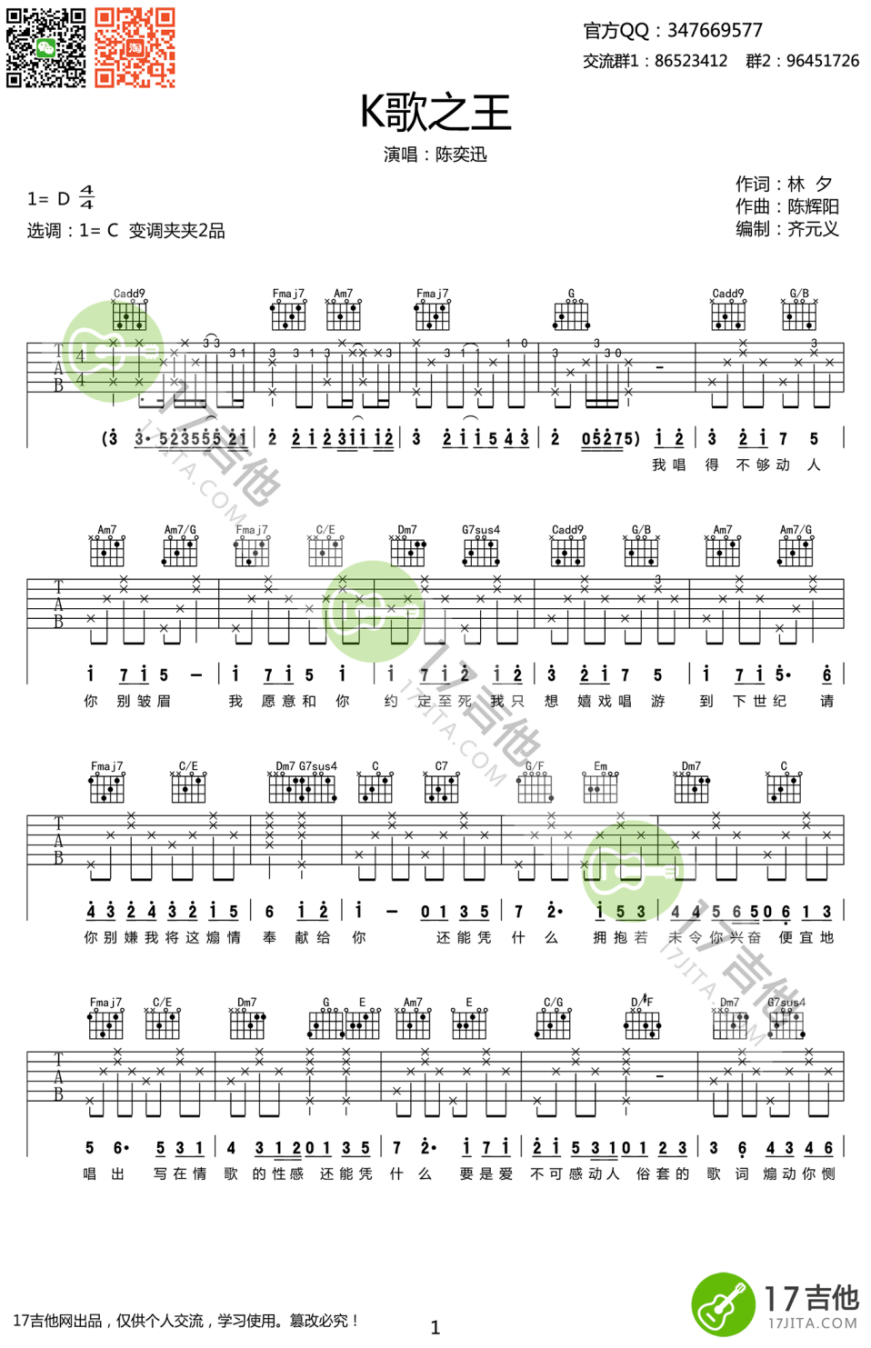 官方QQ：347669577
交流群1：86523412 群2：96451726
K歌之王
演唱：陈奕迅
1= D 4/4
选调：1= C 变调夹夹2品
作词：林 夕
作曲：陈辉阳
编制：齐元义
Cadd9 Fmaj7 Am7 Fmaj7 G Cadd9 G/B
我唱 得 不够动 人
Am7 Am7/G Fmaj7 C/E Dm7 G7sus4 Cadd9 G/B Am7 Am7/G
你 别皱眉 我 愿意和你 约定至死我只 想 嬉戏唱游 到 下世纪 请
Fmaj7 C/E Dm7 G7sus4 C C7 G/F Em Dm7 C
你别嫌我将这煽情 奉 献给 你 还能凭 什么 拥抱若 未令你兴奋 便宜地
Fmaj7 C/E Dm7 G E Am7 E C/G D/#F Dm7 G7sus4
唱出 写在情 歌的性感 还能凭 什么 要是爱 不可感动人 俗套的 歌词 煽动你恻
17吉他
17JITA.COM
17吉他网出品，仅供个人交流，学习使用。篡改必究！
1
17吉他
17JITA.COM